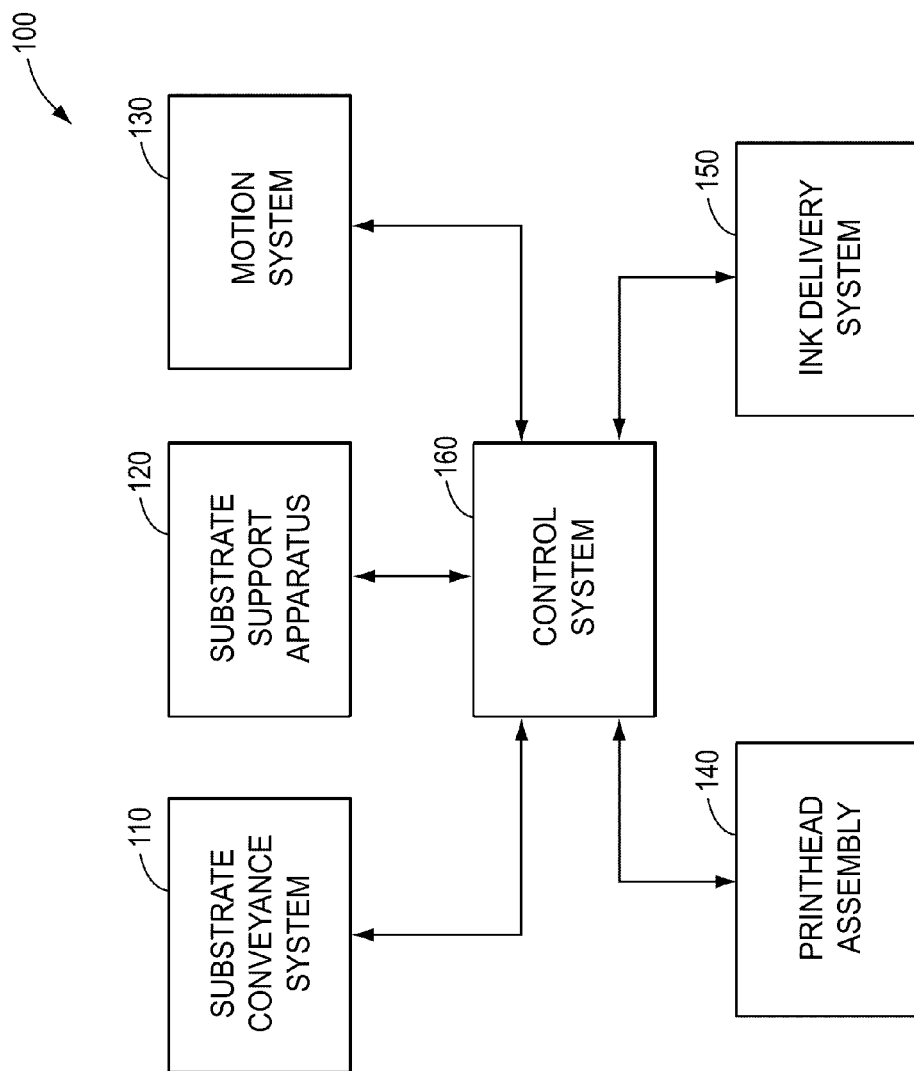 100
110
SUBSTRATE
CONVEYANCE
SYSTEM
120
SUBSTRATE
SUPPORT
APPARATUS
130
MOTION
SYSTEM
160
CONTROL
SYSTEM
140
PRINTHEAD
ASSEMBLY
150
INK DELIVERY
SYSTEM